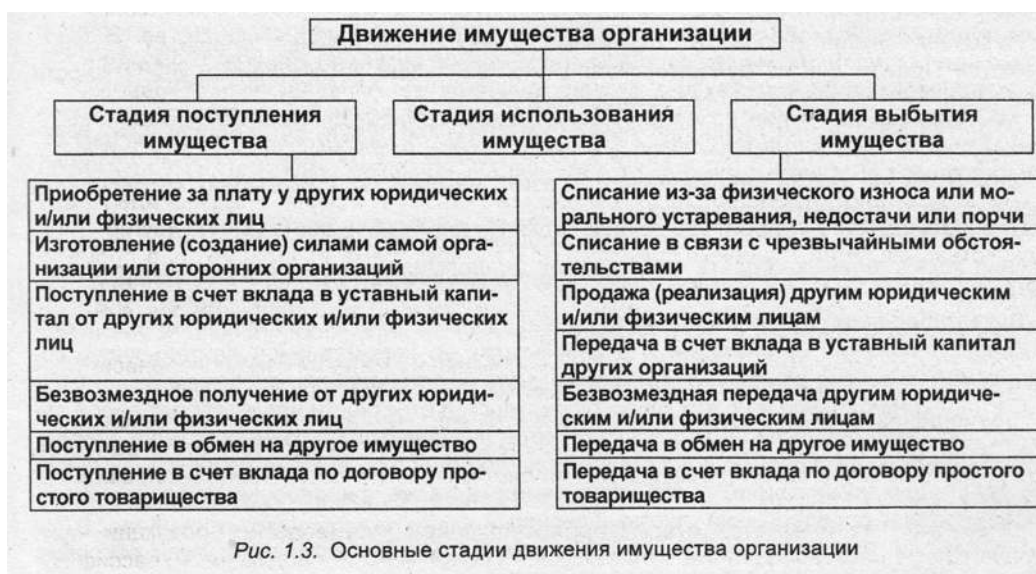 Движение имущества организации
Стадия поступления
имущества
Стадия использования
имущества
Стадия выбытия
имущества
Приобретение за плату у других юридических
и/или физических лиц
Изготовление (создание) силами самой орга-
низации или сторонних организаций
Поступление в счет вклада в уставный капи-
тал от других юридических и/или физических
лиц
Безвозмездное получение от других юриди-
ческих и/или физических лиц
Поступление в обмен на другое имущество
Поступление в счет вклада по договору про-
стого товарищества
Списание из-за физического износа или мо-
рального устаревания, недостачи или порчи
Списание в связи с чрезвычайными обстоя-
тельствами
Продажа (реализация) другим юридическим
и/или физическим лицам
Передача в счет вклада в уставный капитал
других организаций
Безвозмездная передача другим юридиче-
ским и/или физическим лицам
Передача в обмен на другое имущество
Передача в счет вклада по договору простого
товарищества
Рис. 1.3. Основные стадии движения имущества организации